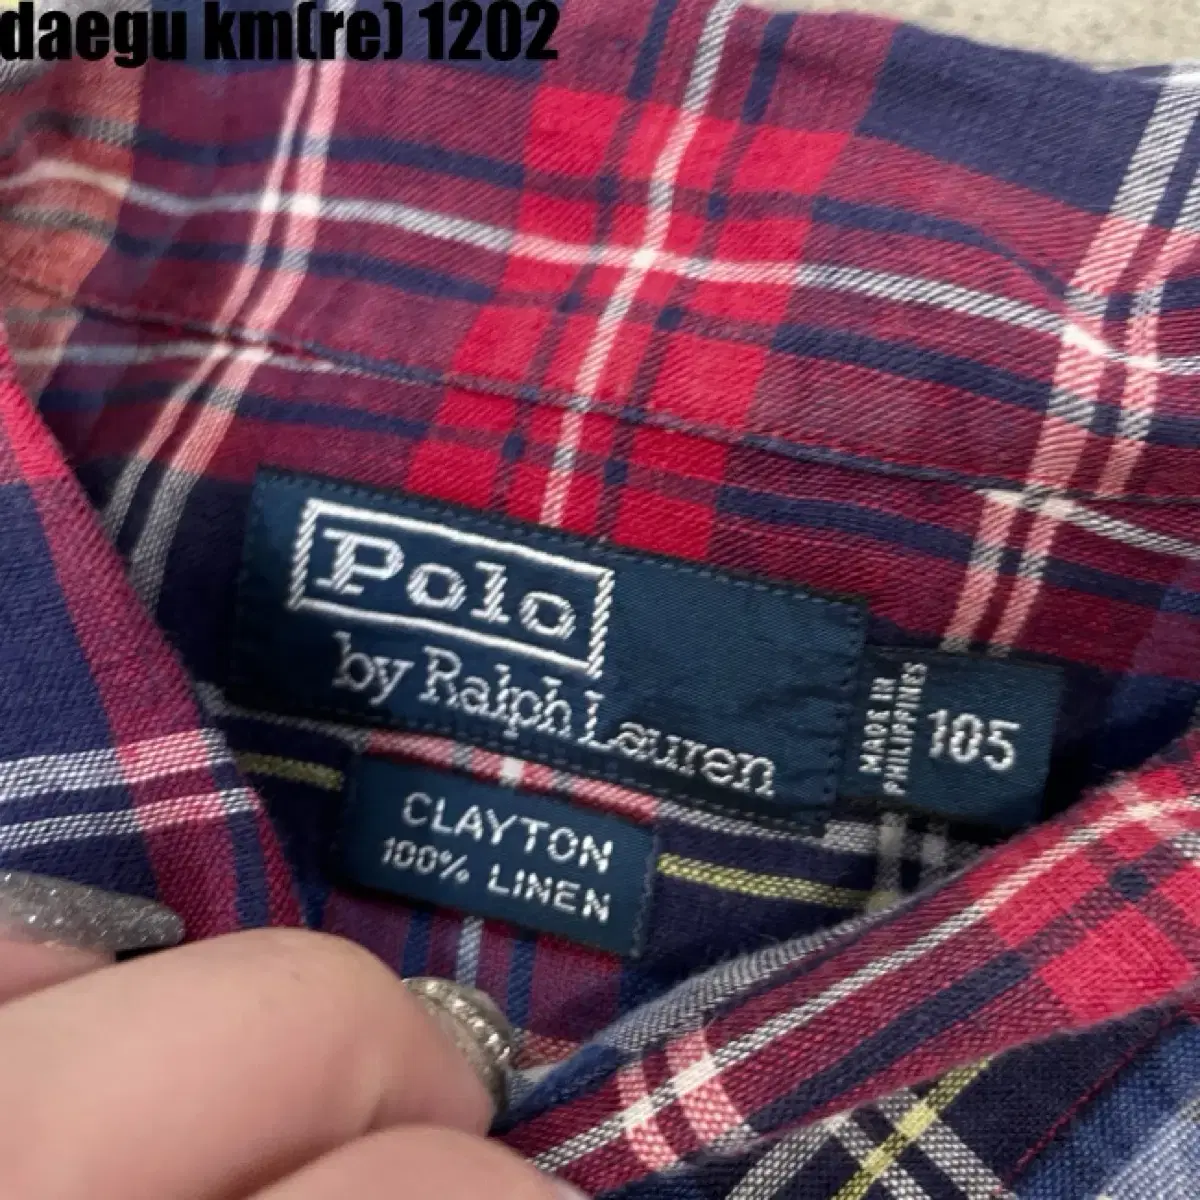 daegu km(re) 1202
Polo
by Ralph Lauren
MADE IN
PHILIPPINES
105
CLAYTON
100% LINEN